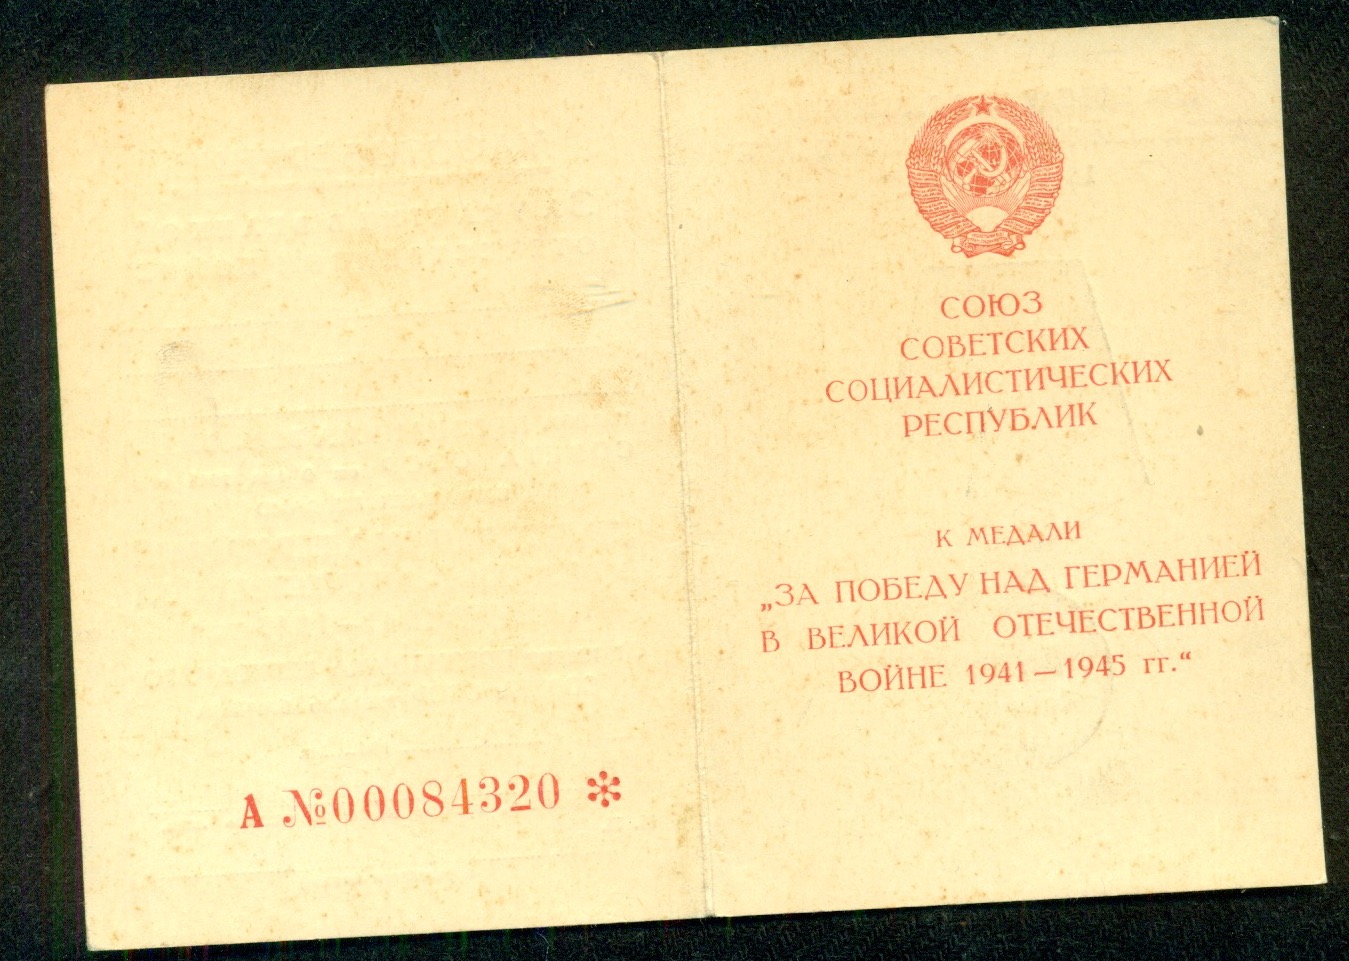 А №00084320 *
СОЮЗ
СОВЕТСКИХ
СОЦИАЛИСТИЧЕСКИХ
РЕСПУБЛИК
К МЕДАЛИ
„ЗА ПОБЕДУ НАД ГЕРМАНИЕЙ
В ВЕЛИКОЙ ОТЕЧЕСТВЕННОЙ
ВОЙНЕ 1941—1945 гг.“